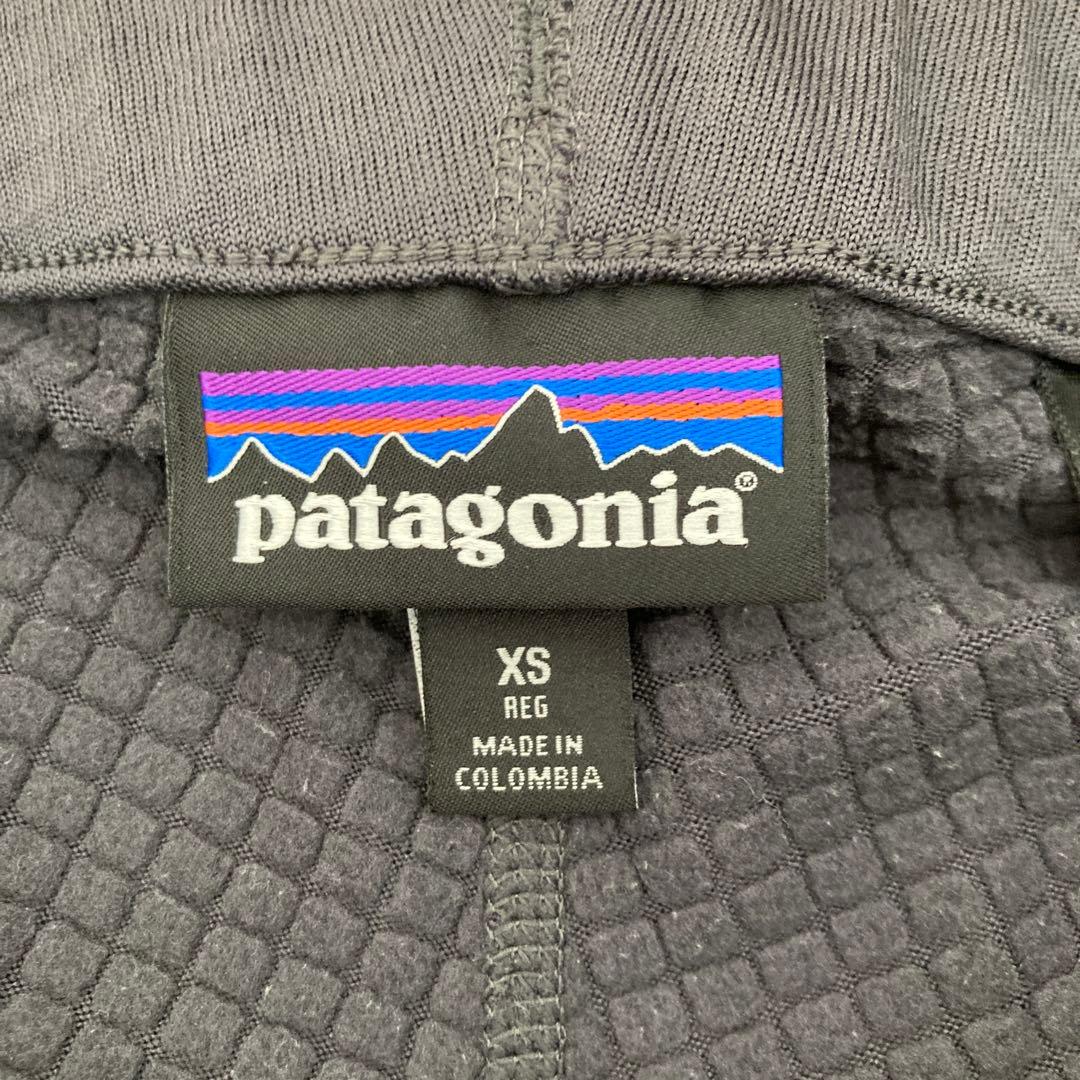 patagonia®
XS
REG
MADE IN
COLOMBIA